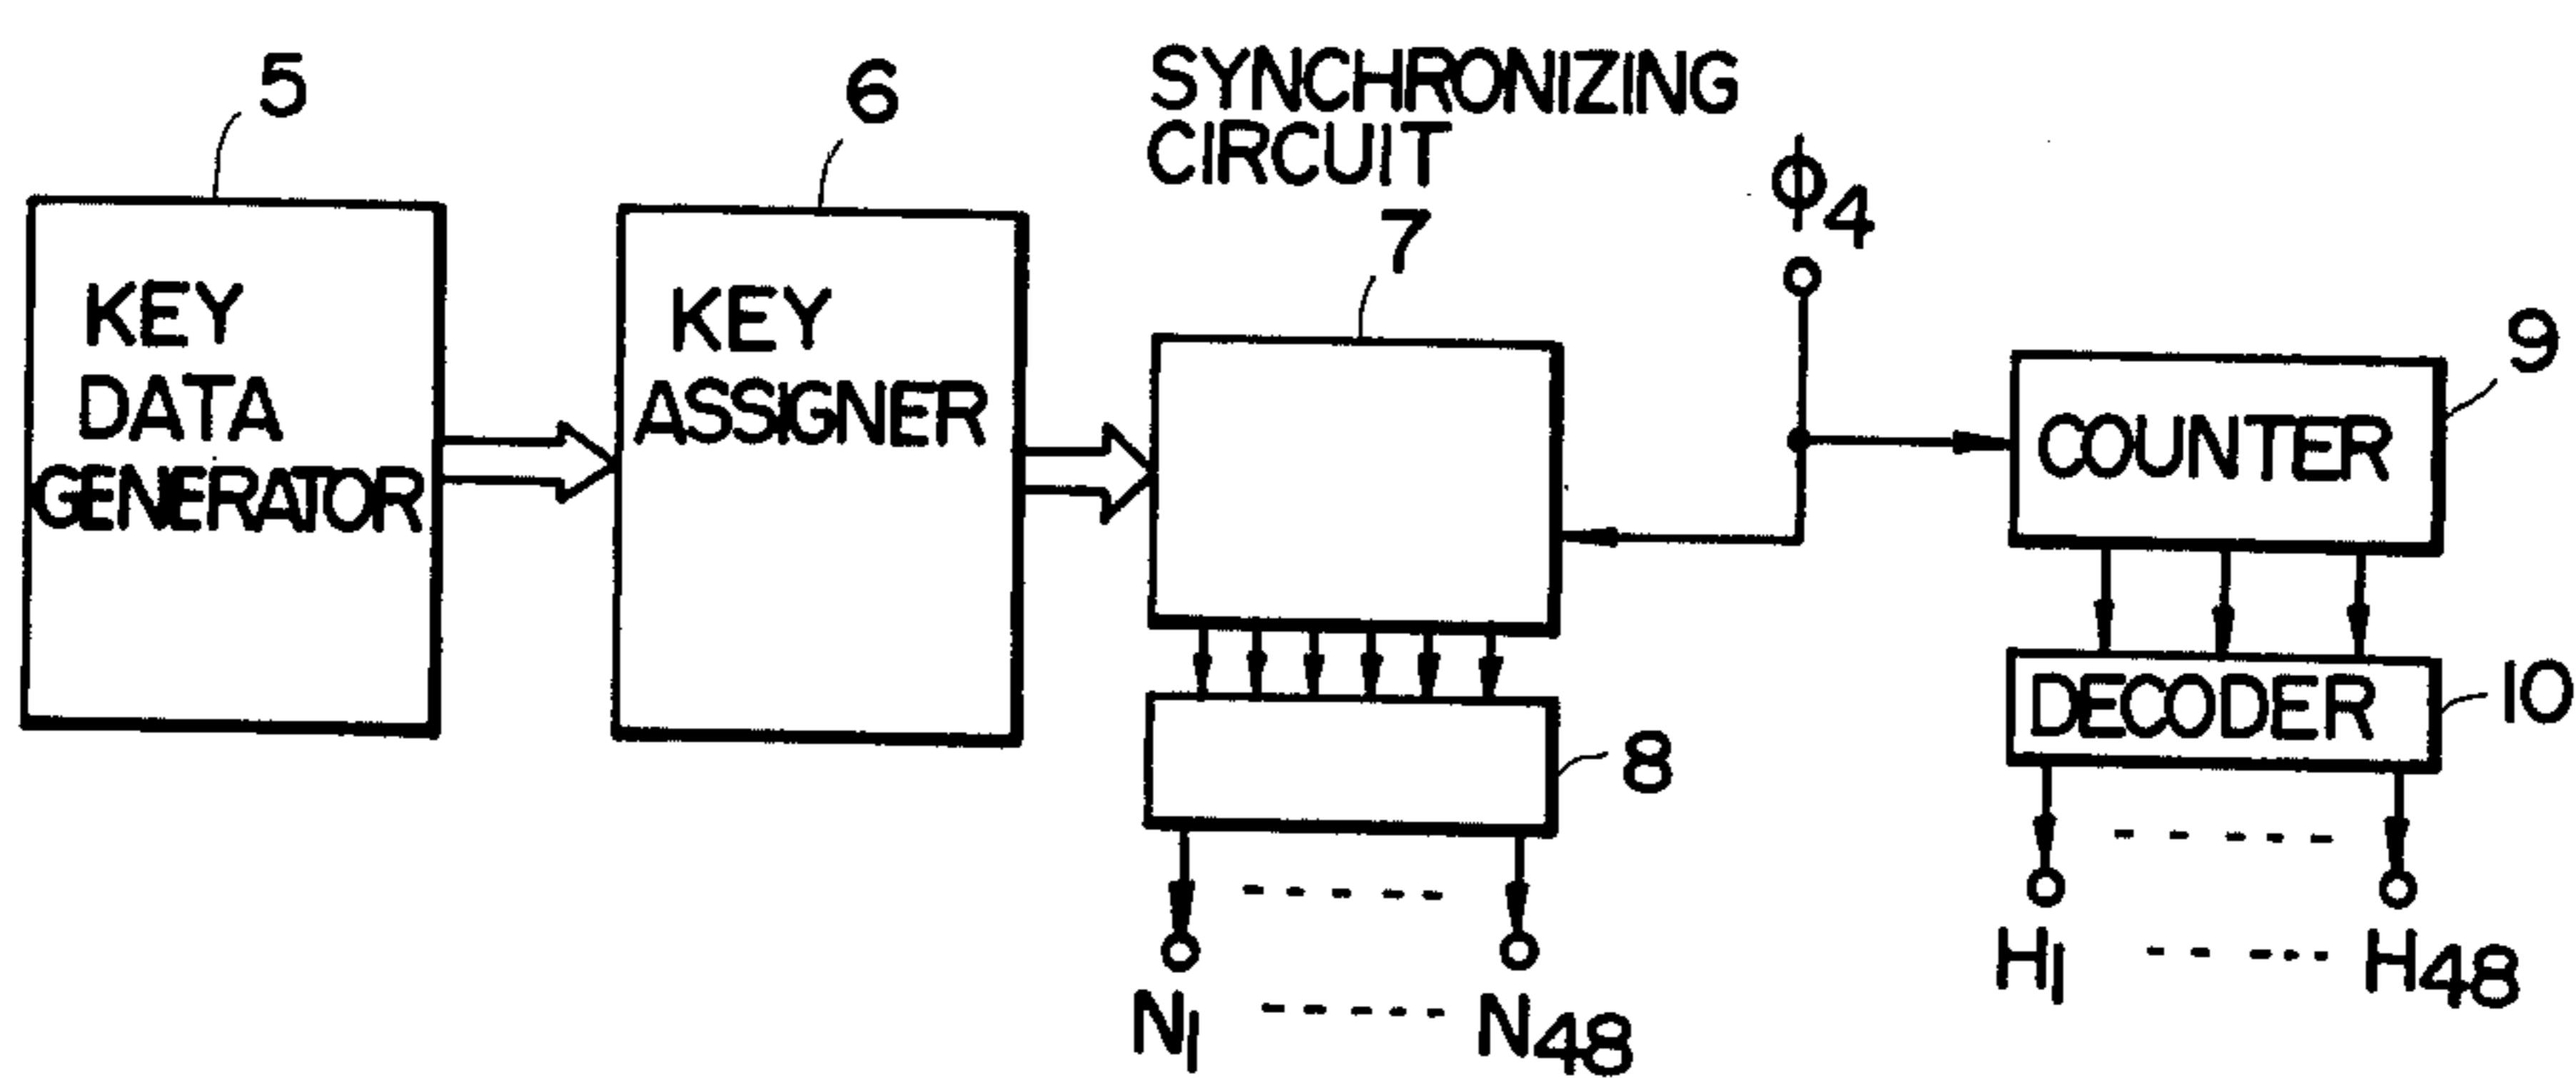 5
6
SYNCHRONIZING
CIRCUIT
7
ϕ4
9
KEY
DATA
GENERATOR
KEY
ASSIGNER
COUNTER
DECODER
10
8
N1 ----- N48
H1 ----- H48